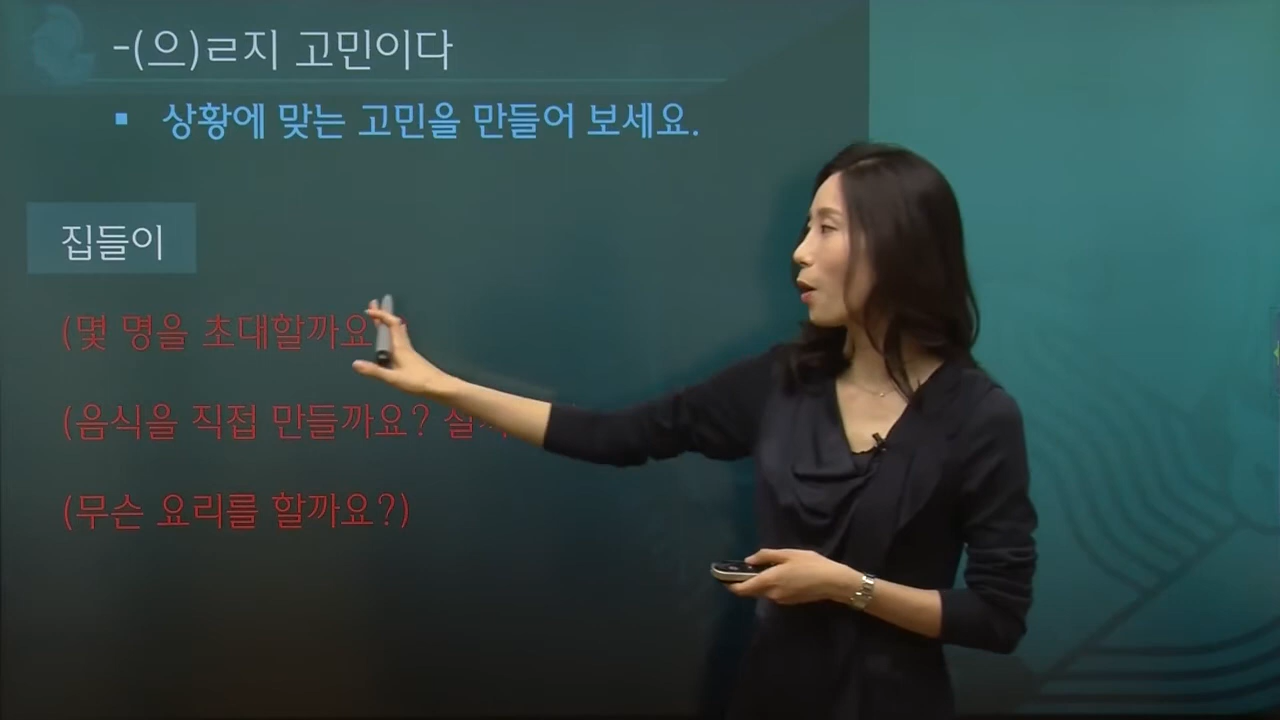 -(으)ㄹ지 고민이다
▪ 상황에 맞는 고민을 만들어 보세요.
집들이
(몇 명을 초대할까요
(음식을 직접 만들까요?
(무슨 요리를 할까요?)